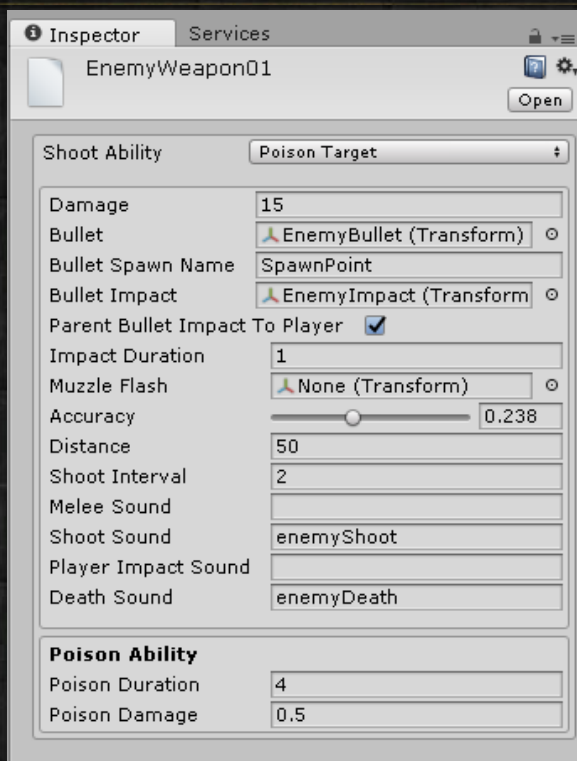 Inspector Services
EnemyWeapon01
Open
Shoot Ability Poison Target
Damage 15
Bullet EnemyBullet (Transform)
Bullet Spawn Name SpawnPoint
Bullet Impact EnemyImpact (Transform
Parent Bullet Impact To Player
Impact Duration 1
Muzzle Flash None (Transform)
Accuracy 0.238
Distance 50
Shoot Interval 2
Melee Sound
Shoot Sound enemyShoot
Player Impact Sound
Death Sound enemyDeath
Poison Ability
Poison Duration 4
Poison Damage 0.5